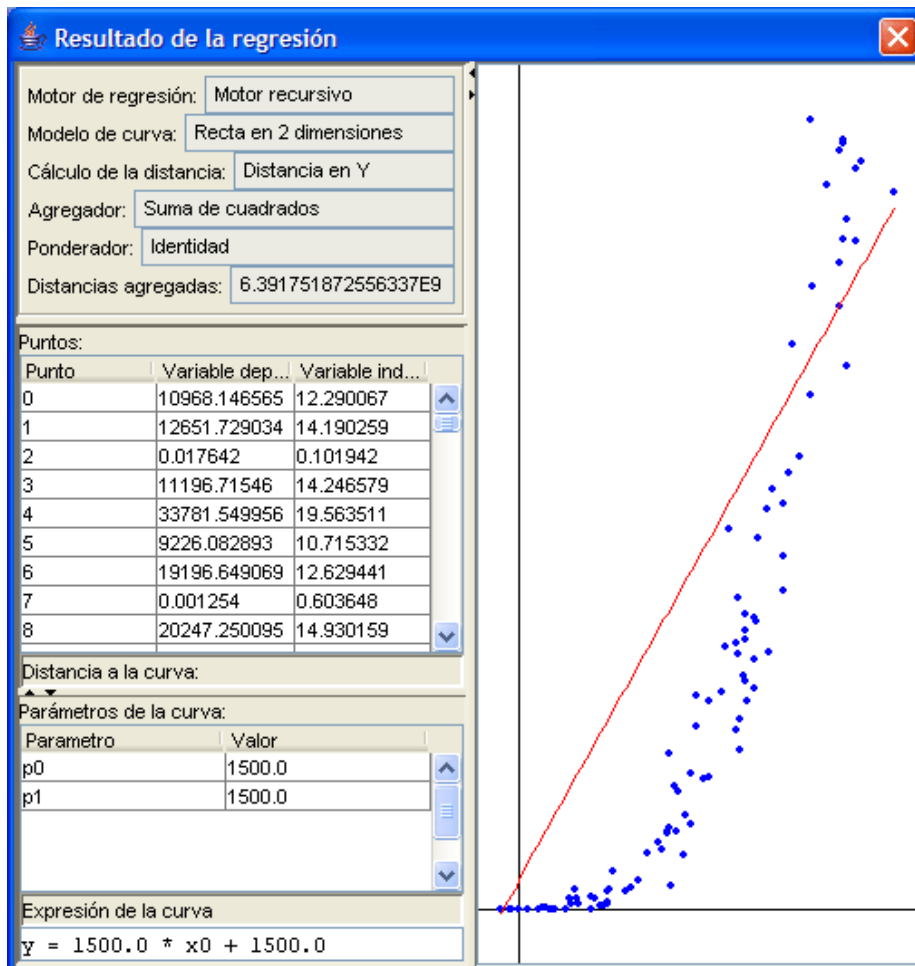 Resultado de la regresión
Motor de regresión: Motor recursivo
Modelo de curva: Recta en 2 dimensiones
Cálculo de la distancia: Distancia en Y
Agregador: Suma de cuadrados
Ponderador: Identidad
Distancias agregadas: 6.391751872556337E9
Puntos:
Punto Variable dep... Variable ind...
0 10968.146565 12.290067
1 12651.729034 14.190259
2 0.017642 0.101942
3 11196.71546 14.246579
4 33781.549956 19.563511
5 9226.082893 10.715332
6 19196.649069 12.629441
7 0.001254 0.603648
8 20247.250095 14.930159
Distancia a la curva:
Parámetros de la curva:
Parametro Valor
p0 1500.0
p1 1500.0
Expresión de la curva
y = 1500.0 * x0 + 1500.0